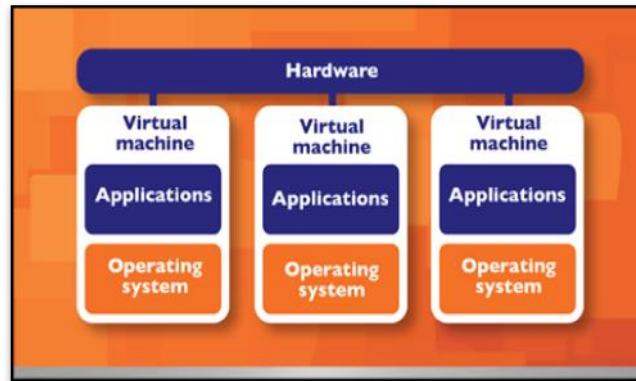 Hardware
Virtual
machine
Applications
Operating
system
Virtual
machine
Applications
Operating
system
Virtual
machine
Applications
Operating
system